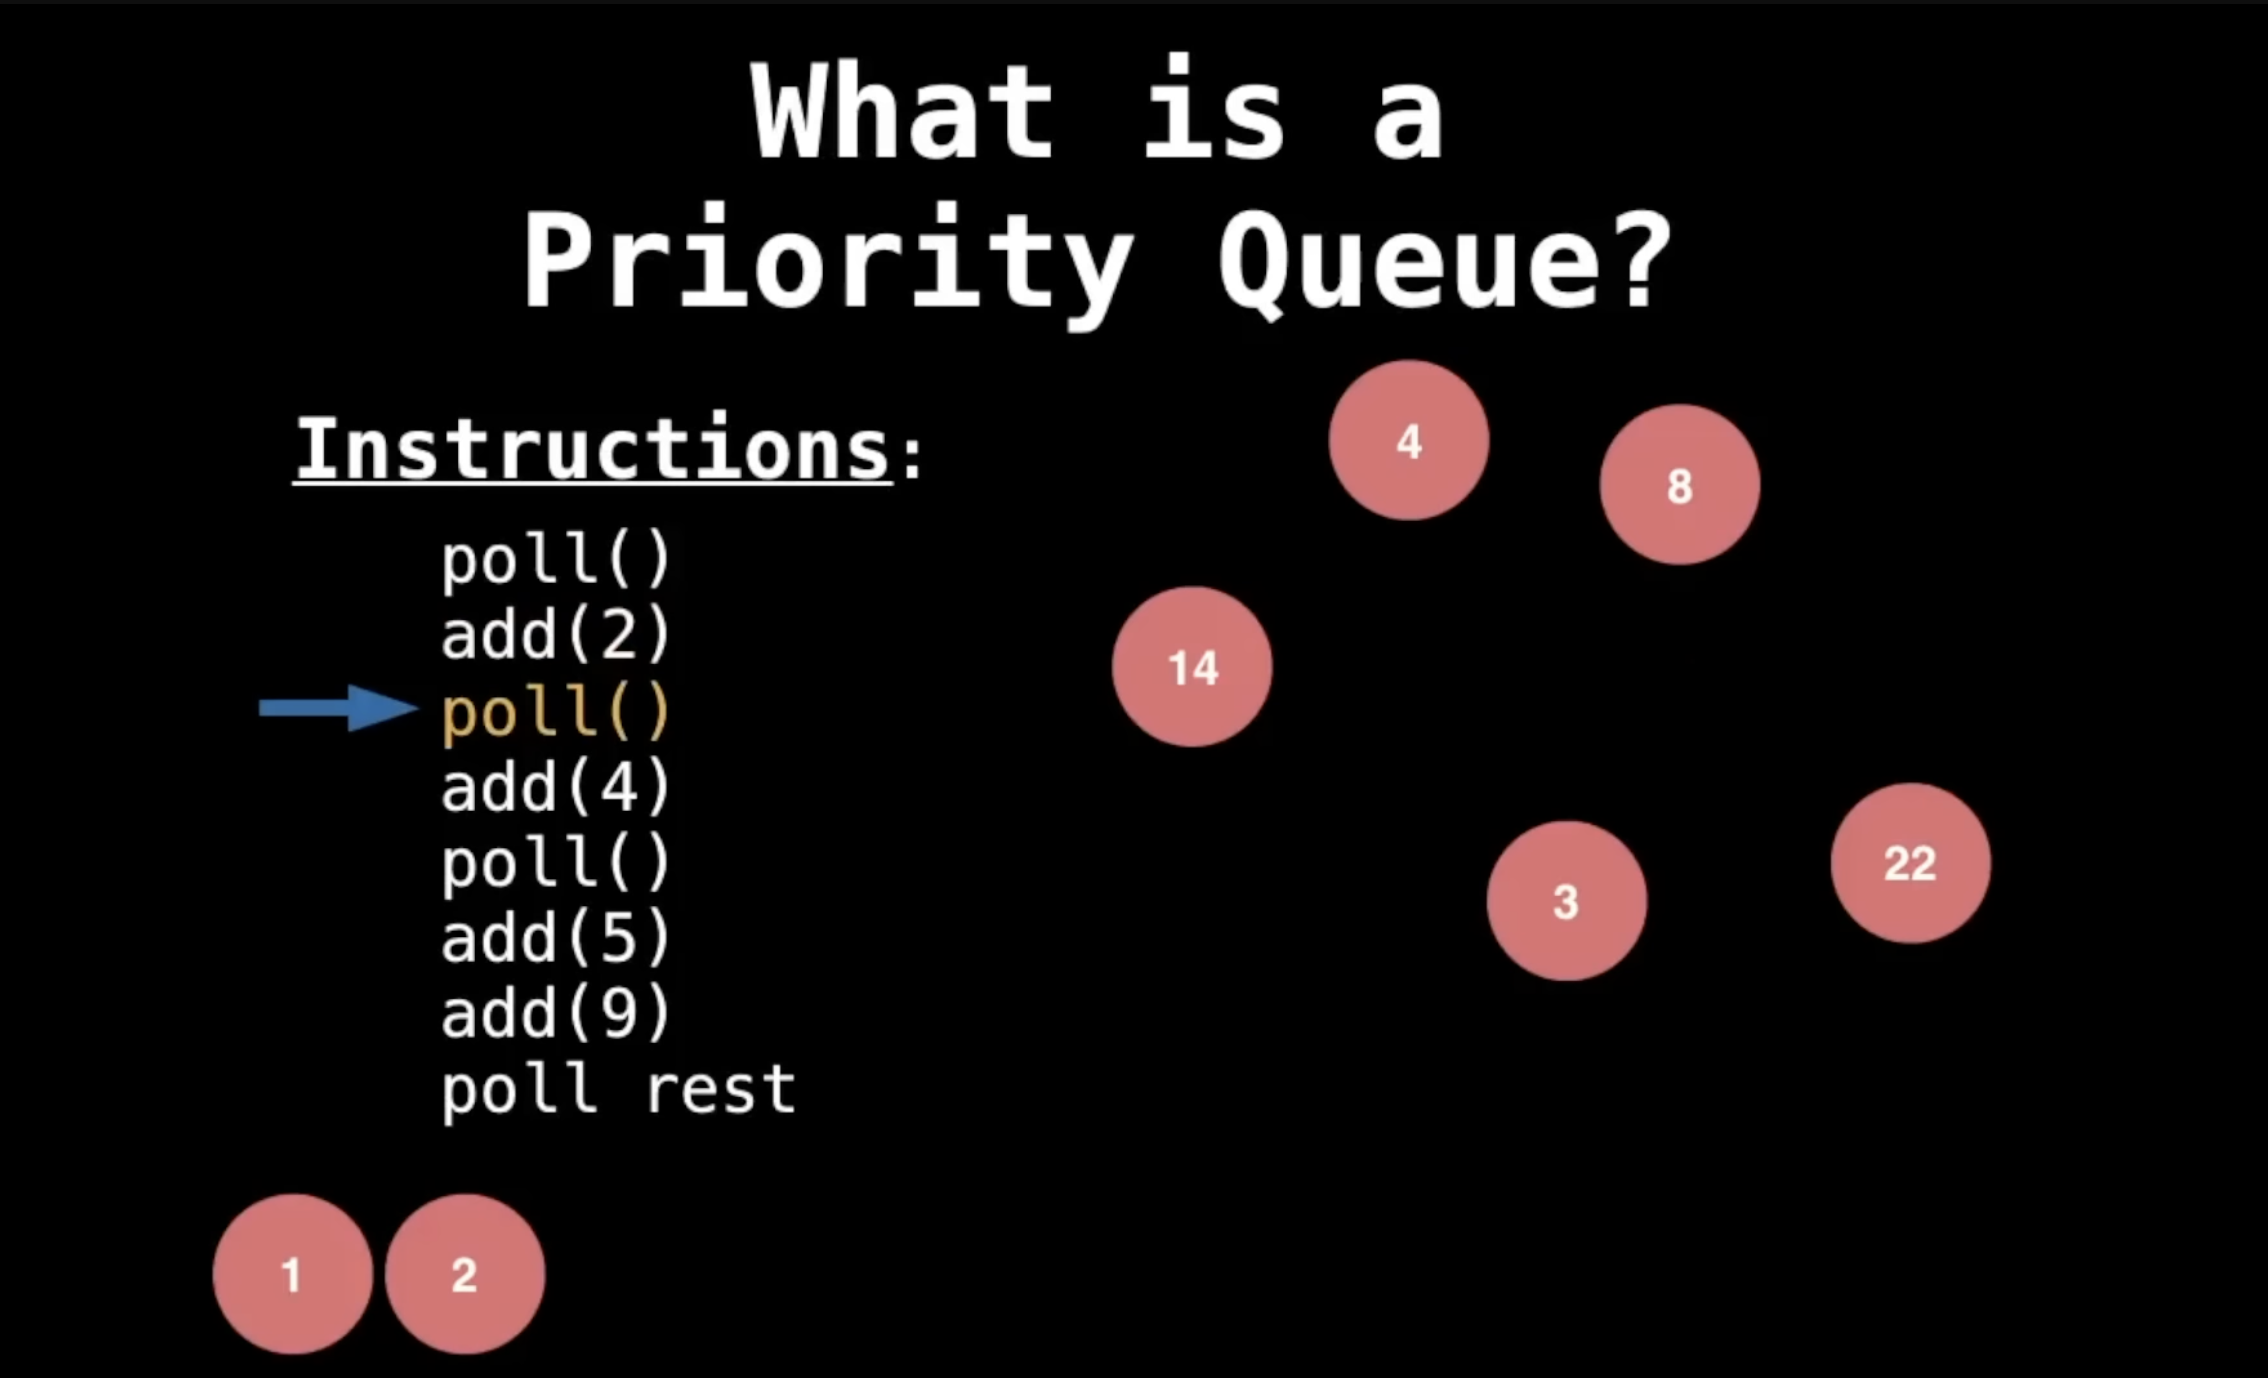 What is a
Priority Queue?
Instructions:
poll()
add(2)
poll()
add(4)
poll()
add(5)
add(9)
poll rest
4
8
14
3
22
1 2